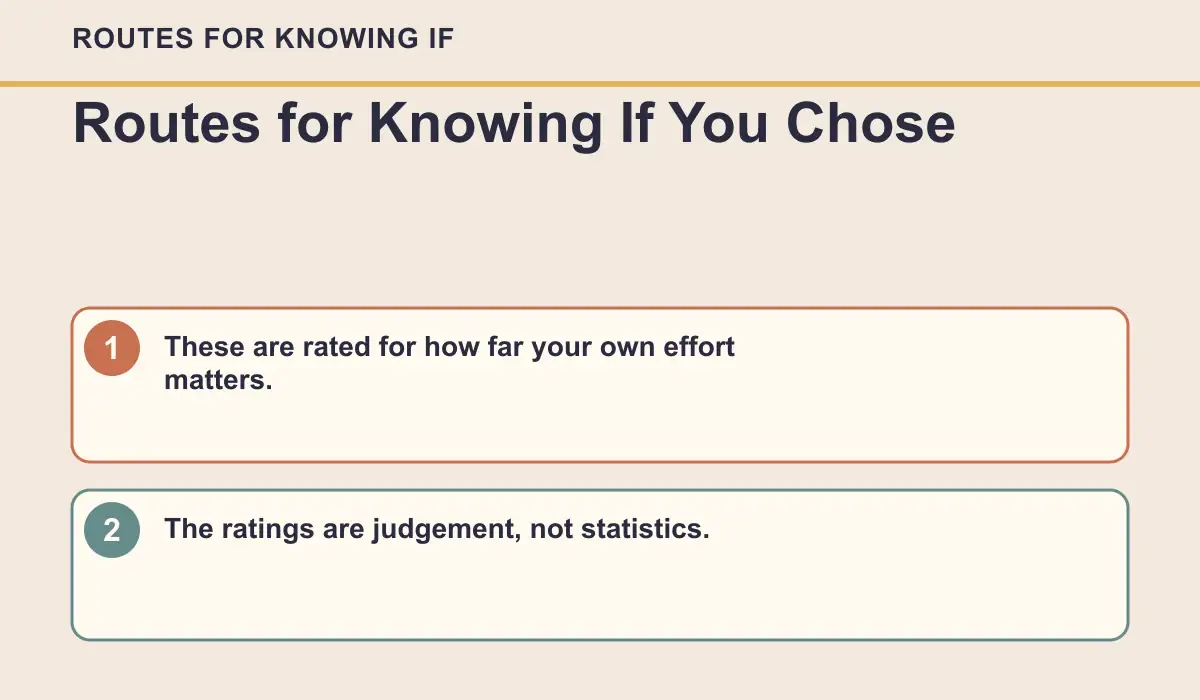 ROUTES FOR KNOWING IF
Routes for Knowing If You Chose
1
These are rated for how far your own effort
matters.
2
The ratings are judgement, not statistics.